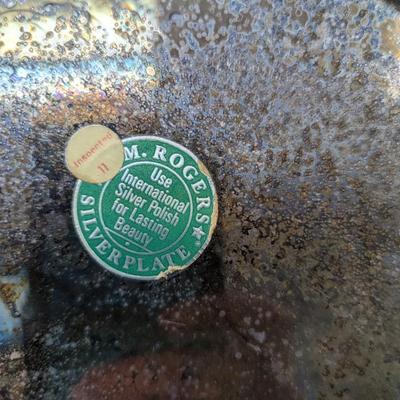 Inspected
11
M. ROGERS ★
SILVERPLATE
Use
International
Silver Polish
for Lasting
Beauty